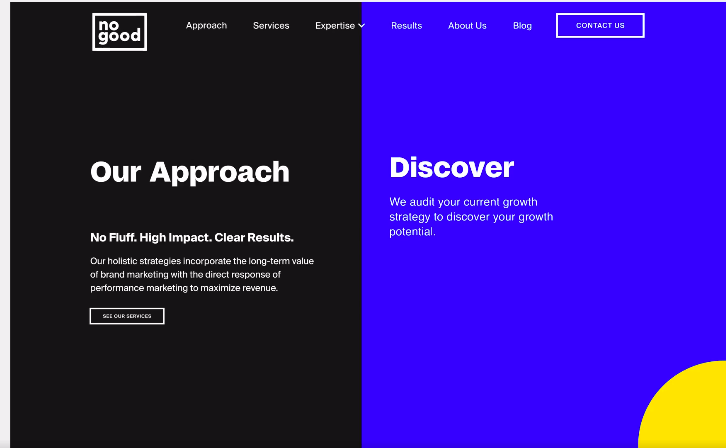 no
good
Approach
Services
Expertise
Results
About Us
Blog
CONTACT US
Our Approach
No Fluff. High Impact. Clear Results.
Our holistic strategies incorporate the long-term value
of brand marketing with the direct response of
performance marketing to maximize revenue.
SEE OUR SERVICES
Discover
We audit your current growth
strategy to discover your growth
potential.